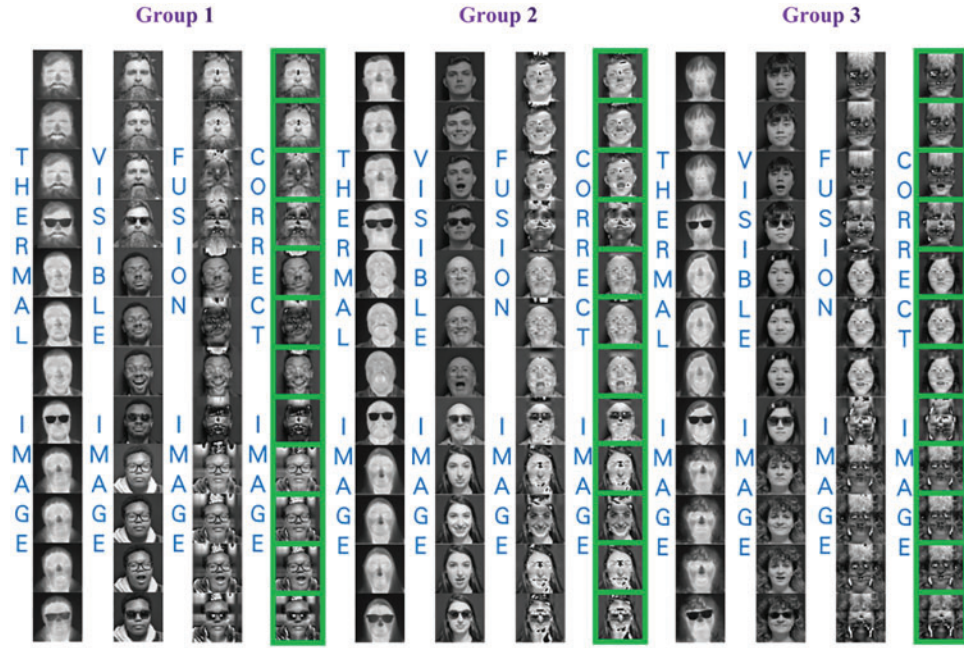 Group 1
Group 2
Group 3
THERMAL IMAGE
VISIBLE IMAGE
FUSION IMAGE
CORRECT IMAGE
THERMAL IMAGE
VISIBLE IMAGE
FUSION IMAGE
CORRECT IMAGE
THERMAL IMAGE
VISIBLE IMAGE
FUSION IMAGE
CORRECT IMAGE